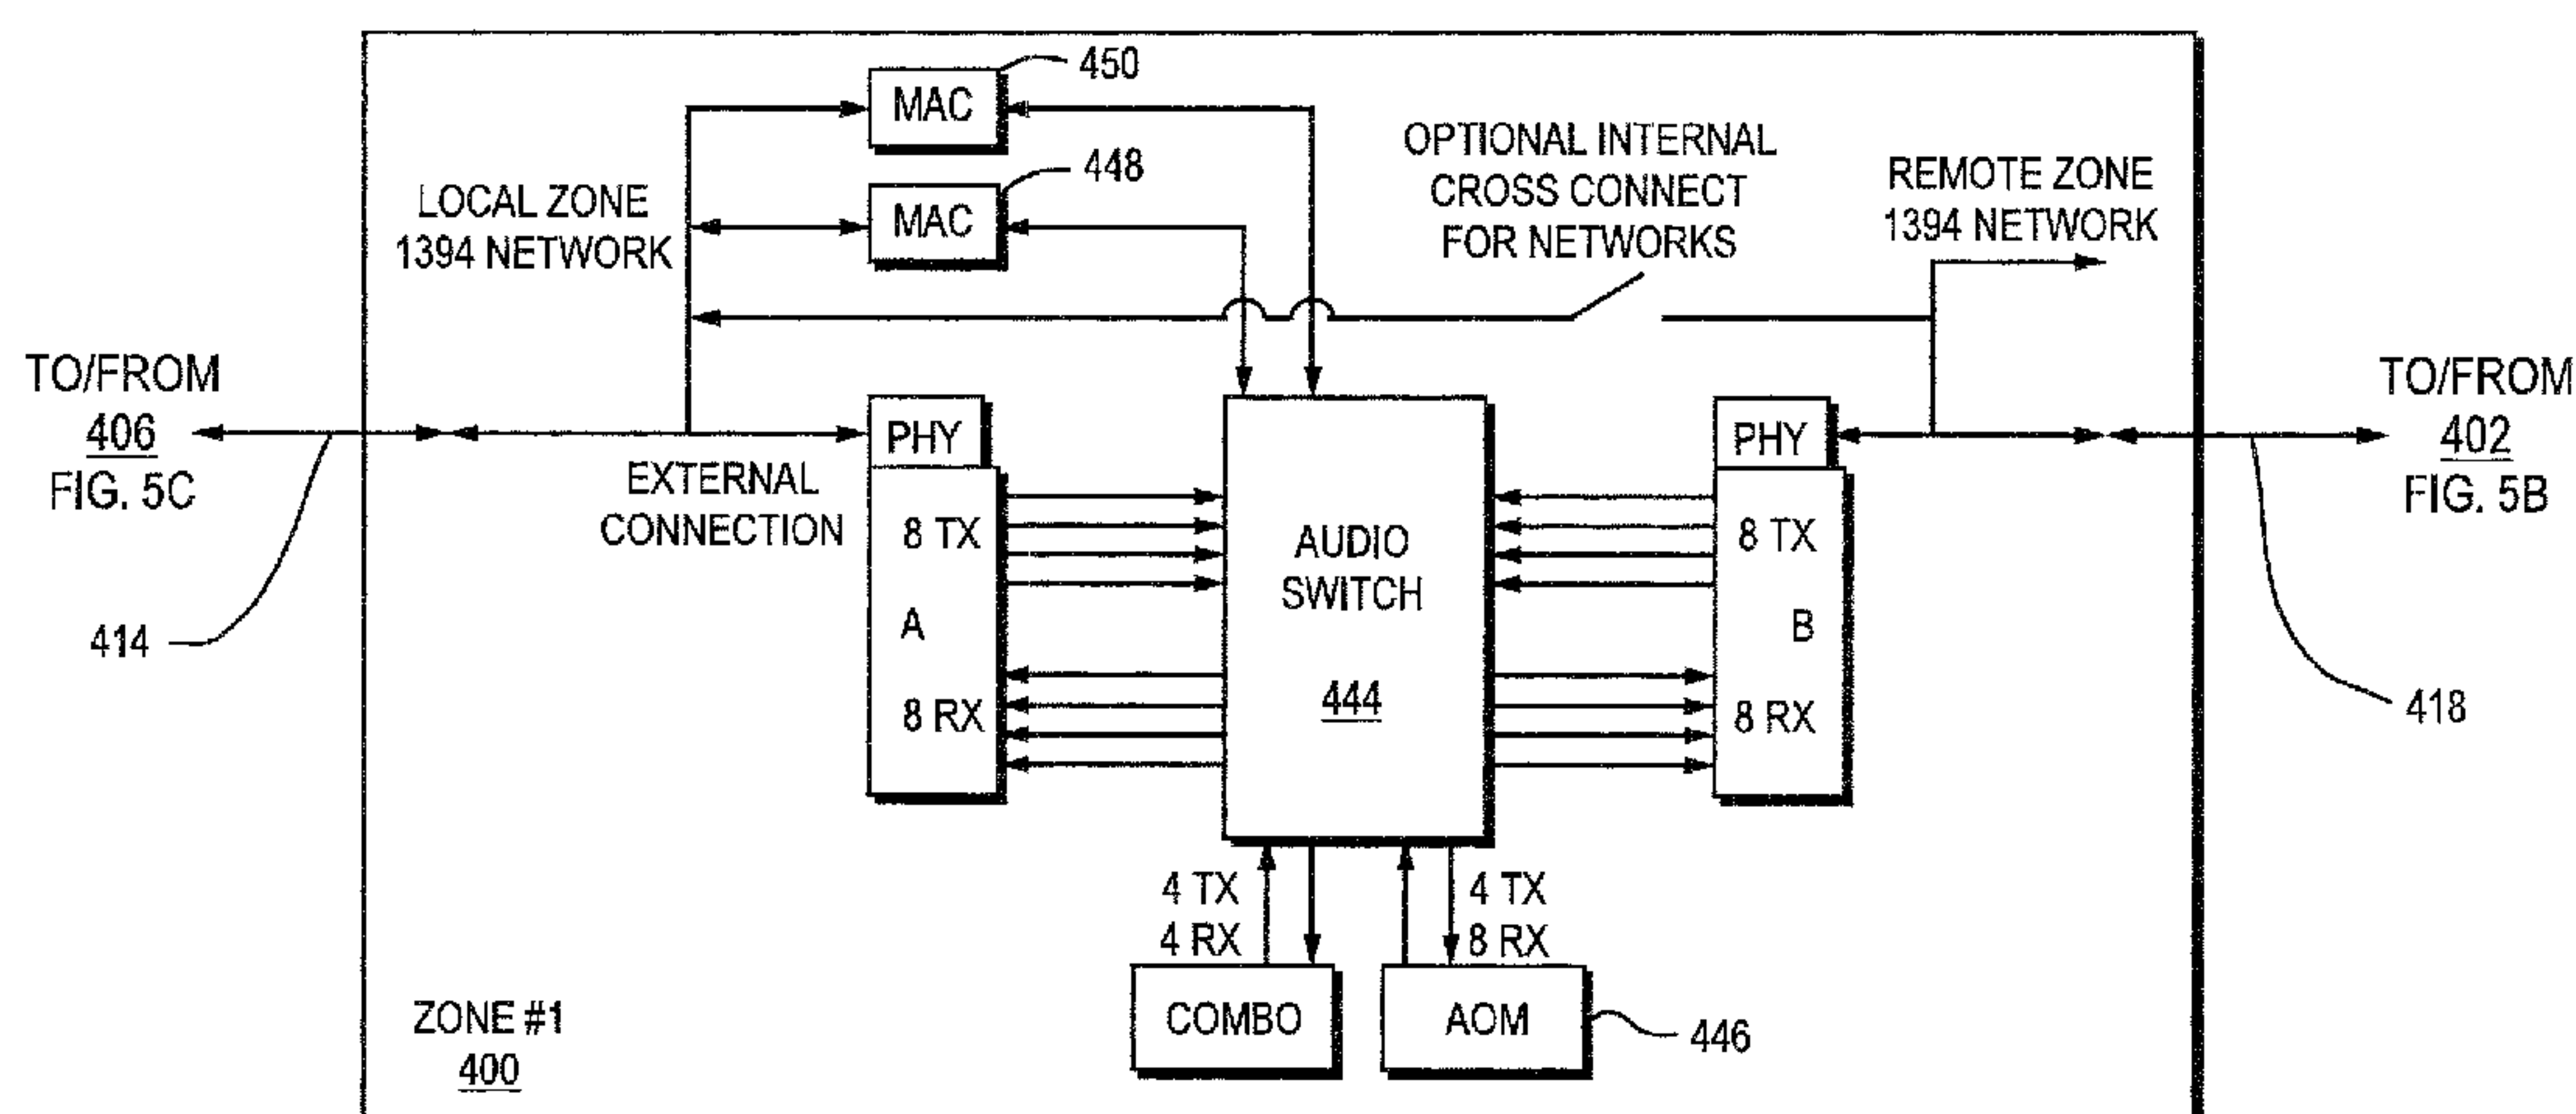 450
MAC
448
MAC
LOCAL ZONE
1394 NETWORK
OPTIONAL INTERNAL
CROSS CONNECT
FOR NETWORKS
REMOTE ZONE
1394 NETWORK
TO/FROM
406
FIG. 5C
TO/FROM
402
FIG. 5B
EXTERNAL
CONNECTION
414
PHY
8 TX
A
8 RX
AUDIO
SWITCH
444
PHY
8 TX
B
8 RX
418
4 TX
4 RX
4 TX
8 RX
COMBO
AOM
446
ZONE #1
400